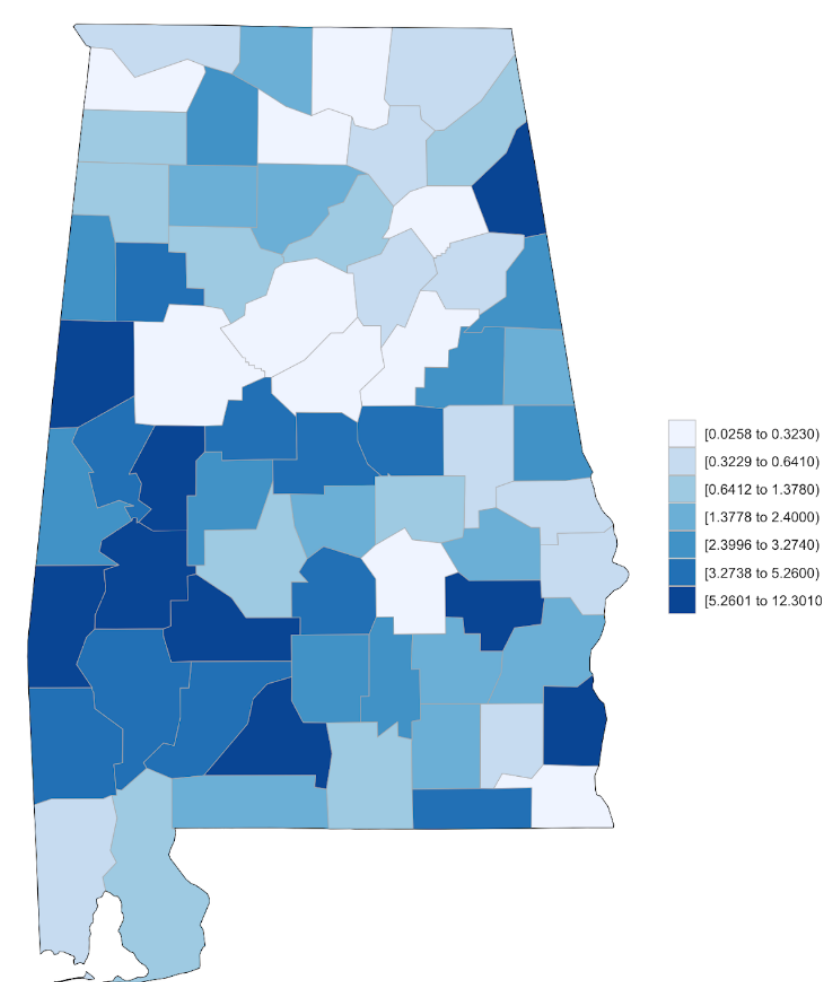 [0.0258 to 0.3230)
[0.3229 to 0.6410)
[0.6412 to 1.3780)
[1.3778 to 2.4000)
[2.3996 to 3.2740)
[3.2738 to 5.2600)
[5.2601 to 12.3010